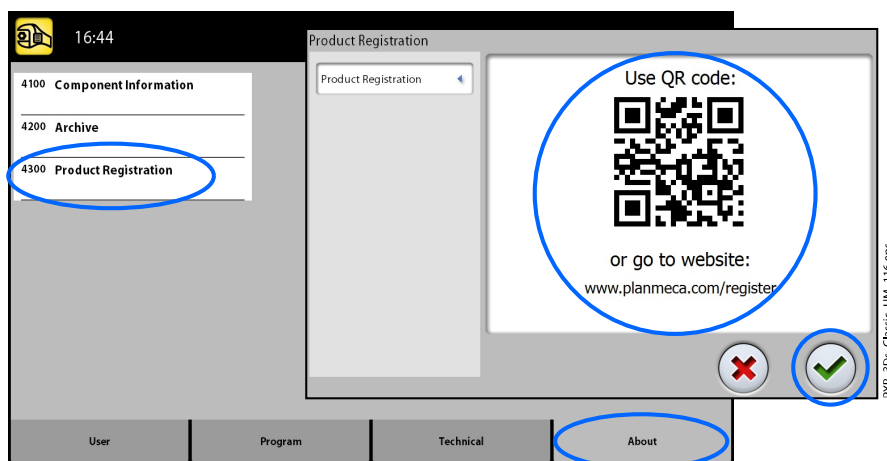 16:44
4100 Component Information
4200 Archive
4300 Product Registration
Product Registration
Product Registration
Use QR code:
or go to website:
www.planmeca.com/register
User
Program
Technical
About